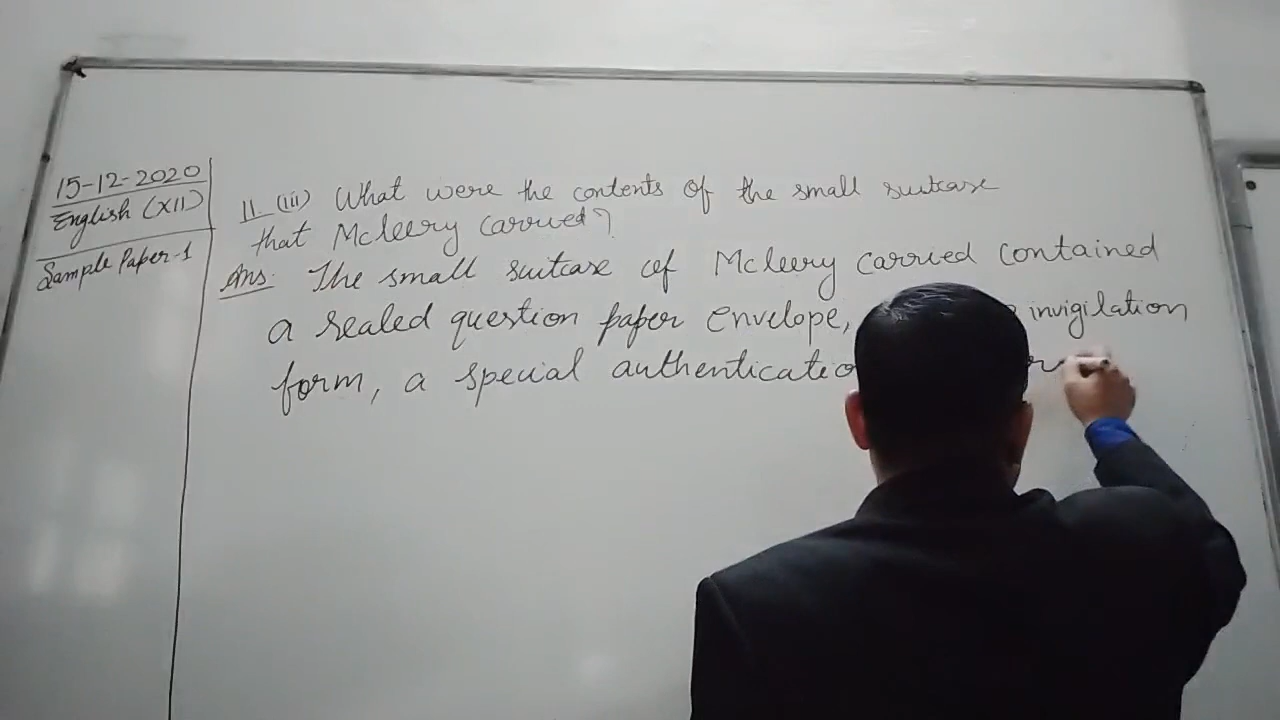 15-12-2020
English (XII)
Sample Paper-1
11 (iii) What were the contents of the small suitcase
that Mcleery carried?
Ans: The small suitcase of Mcleery carried contained
a sealed question paper envelope, invigilation
form, a special authentication